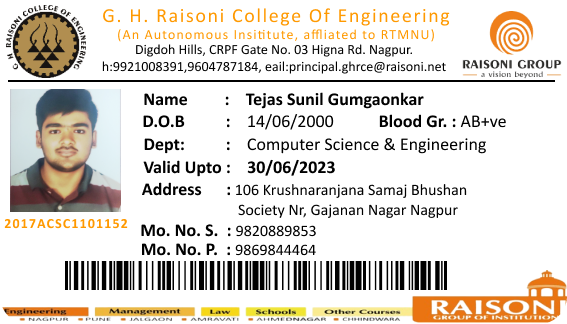 G. H. RAISONI COLLEGE OF ENGINEERING
G. H. Raisoni College Of Engineering
(An Autonomous Insititute, affliated to RTMNU)
Digdoh Hills, CRPF Gate No. 03 Higna Rd. Nagpur.
h:9921008391,9604787184, eail:principal.ghrce@raisoni.net
RAISONI GROUP
a vision beyond
Name : Tejas Sunil Gumgaonkar
D.O.B : 14/06/2000 Blood Gr. : AB+ve
Dept: : Computer Science & Engineering
Valid Upto : 30/06/2023
Address : 106 Krushnaranjana Samaj Bhushan
Society Nr, Gajanan Nagar Nagpur
2017ACSC1101152
Mo. No. S. : 9820889853
Mo. No. P. : 9869844464
Engineering Management Law Schools Other Courses
NAGPUR PUNE JALGAON AMRAVATI AHMEDNAGAR CHHINDWARA
RAISONI
GROUP OF INSTITUTION